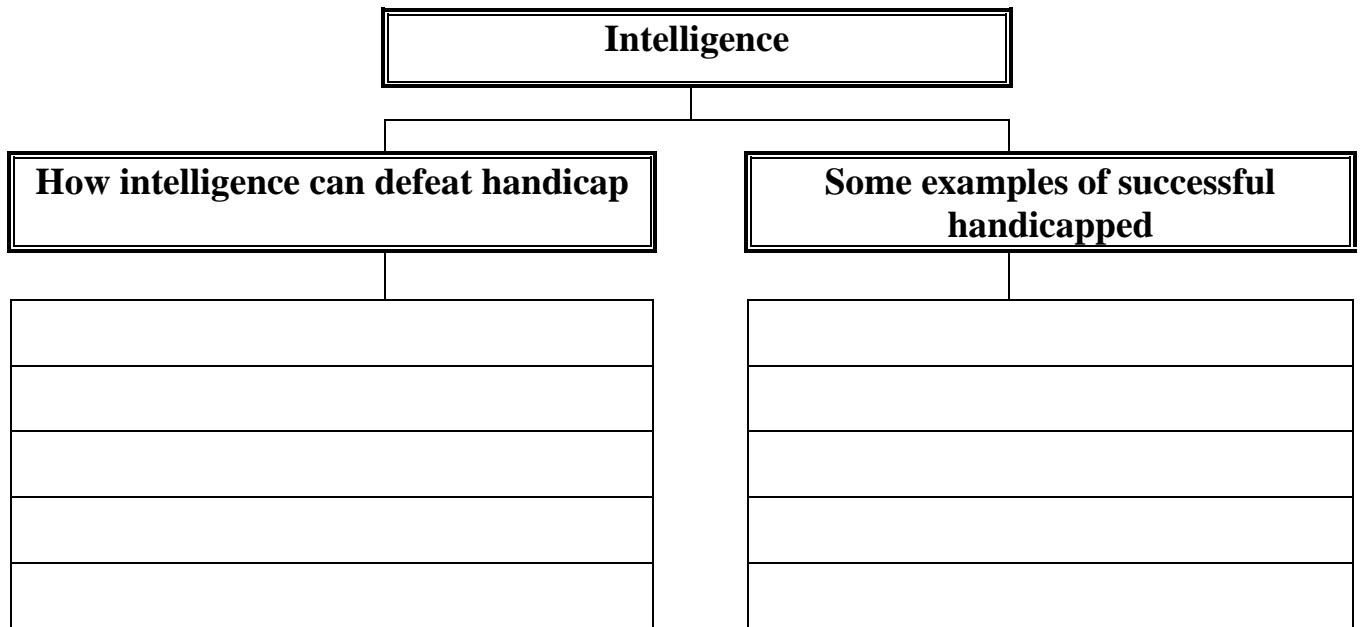 Intelligence
How intelligence can defeat handicap
Some examples of successful
handicapped